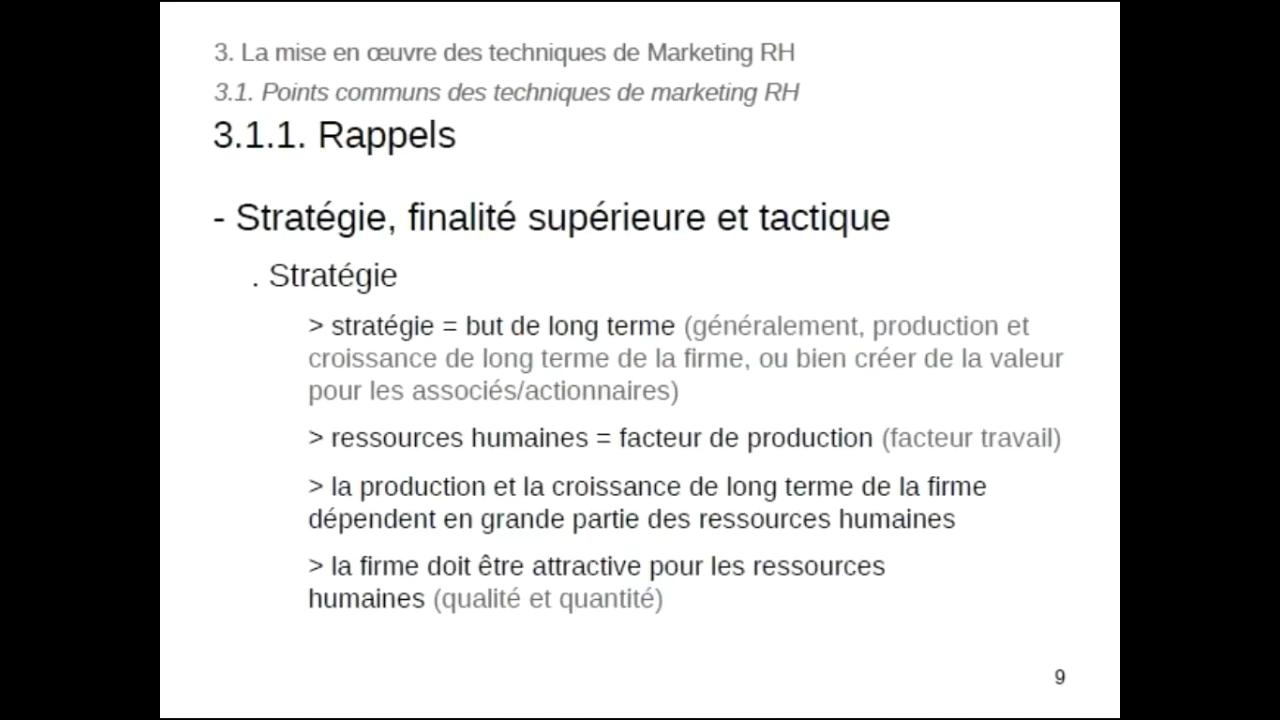 3. La mise en œuvre des techniques de Marketing RH
3.1. Points communs des techniques de marketing RH
3.1.1. Rappels
- Stratégie, finalité supérieure et tactique
. Stratégie
> stratégie = but de long terme (généralement, production et
croissance de long terme de la firme, ou bien créer de la valeur
pour les associés/actionnaires)
> ressources humaines = facteur de production (facteur travail)
> la production et la croissance de long terme de la firme
dépendent en grande partie des ressources humaines
> la firme doit être attractive pour les ressources
humaines (qualité et quantité)
9